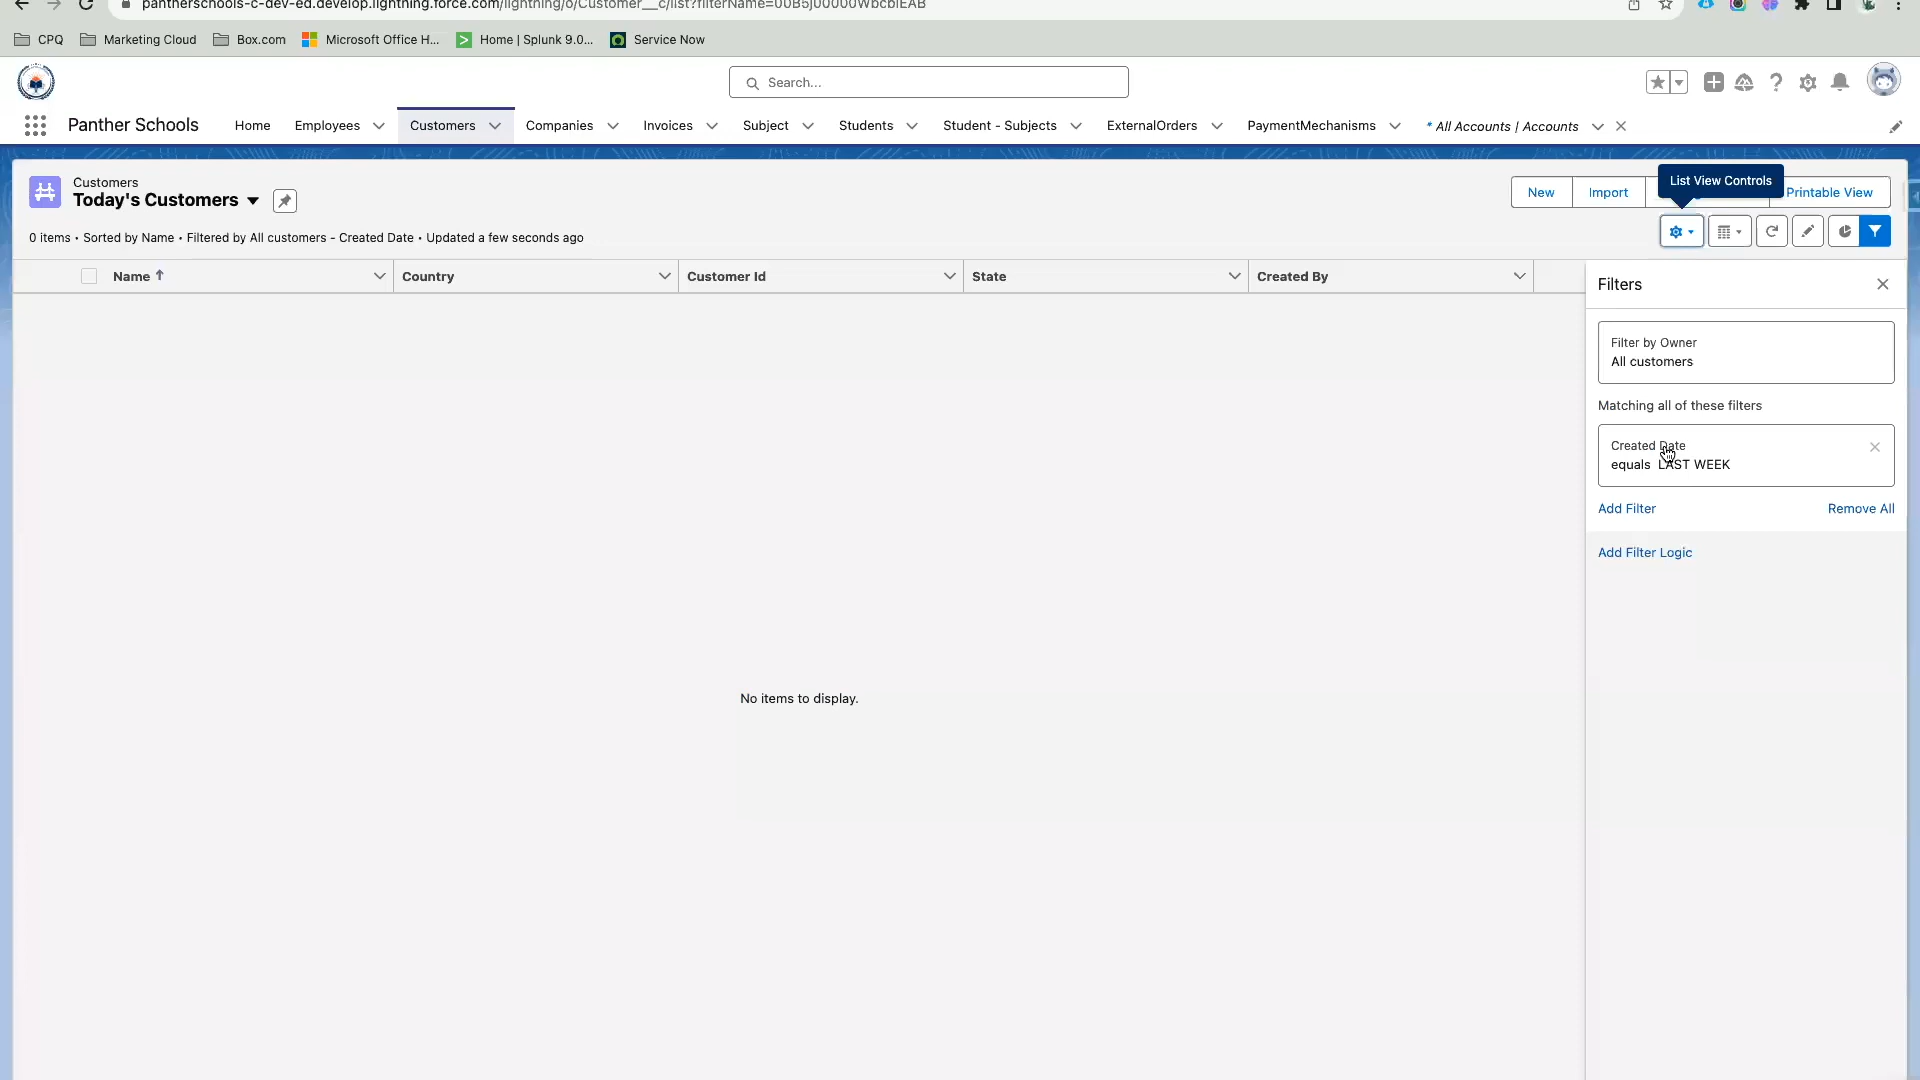 pantherschools-c-dev-ed.develop.lightning.force.com/lightning/o/Customer__c/list?filterName=00B5j00000WbcbIEAB
CPQ Marketing Cloud Box.com Microsoft Office H... Home | Splunk 9.0... Service Now
Search...
Panther Schools Home Employees Customers Companies Invoices Subject Students Student - Subjects ExternalOrders PaymentMechanisms * All Accounts | Accounts
Customers
Today's Customers
New Import List View Controls Printable View
0 items • Sorted by Name • Filtered by All customers - Created Date • Updated a few seconds ago
Name Country Customer Id State Created By
Filters
Filter by Owner
All customers
Matching all of these filters
Created Date
equals LAST WEEK
Add Filter Remove All
Add Filter Logic
No items to display.